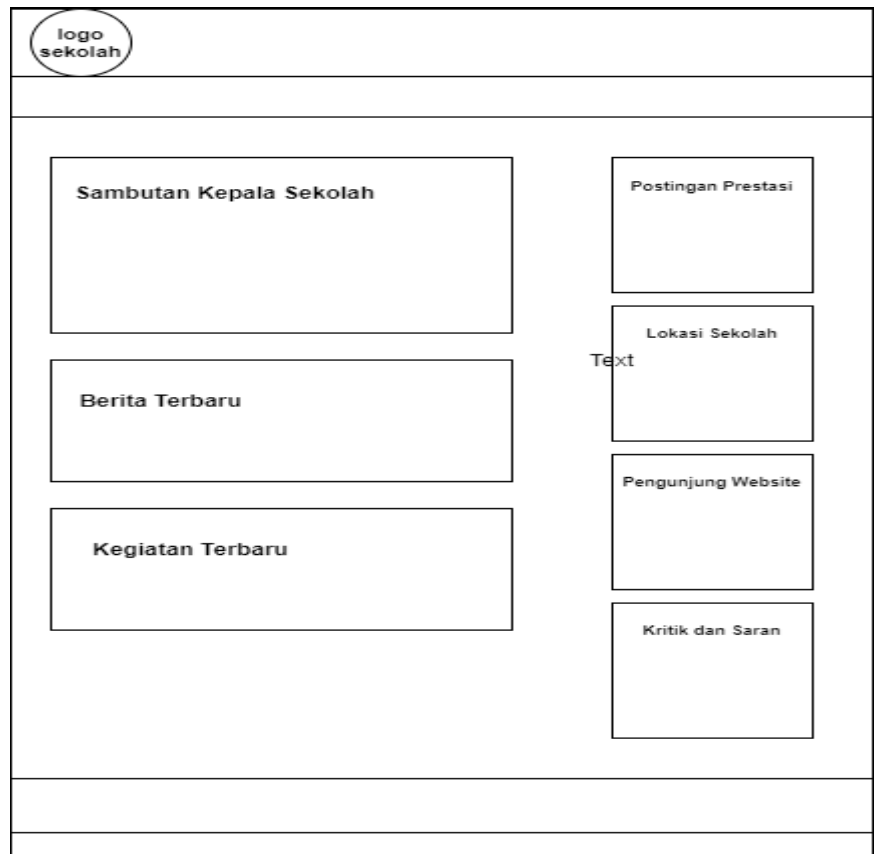 logo
sekolah
Sambutan Kepala Sekolah
Berita Terbaru
Kegiatan Terbaru
Postingan Prestasi
Lokasi Sekolah
Text
Pengunjung Website
Kritik dan Saran